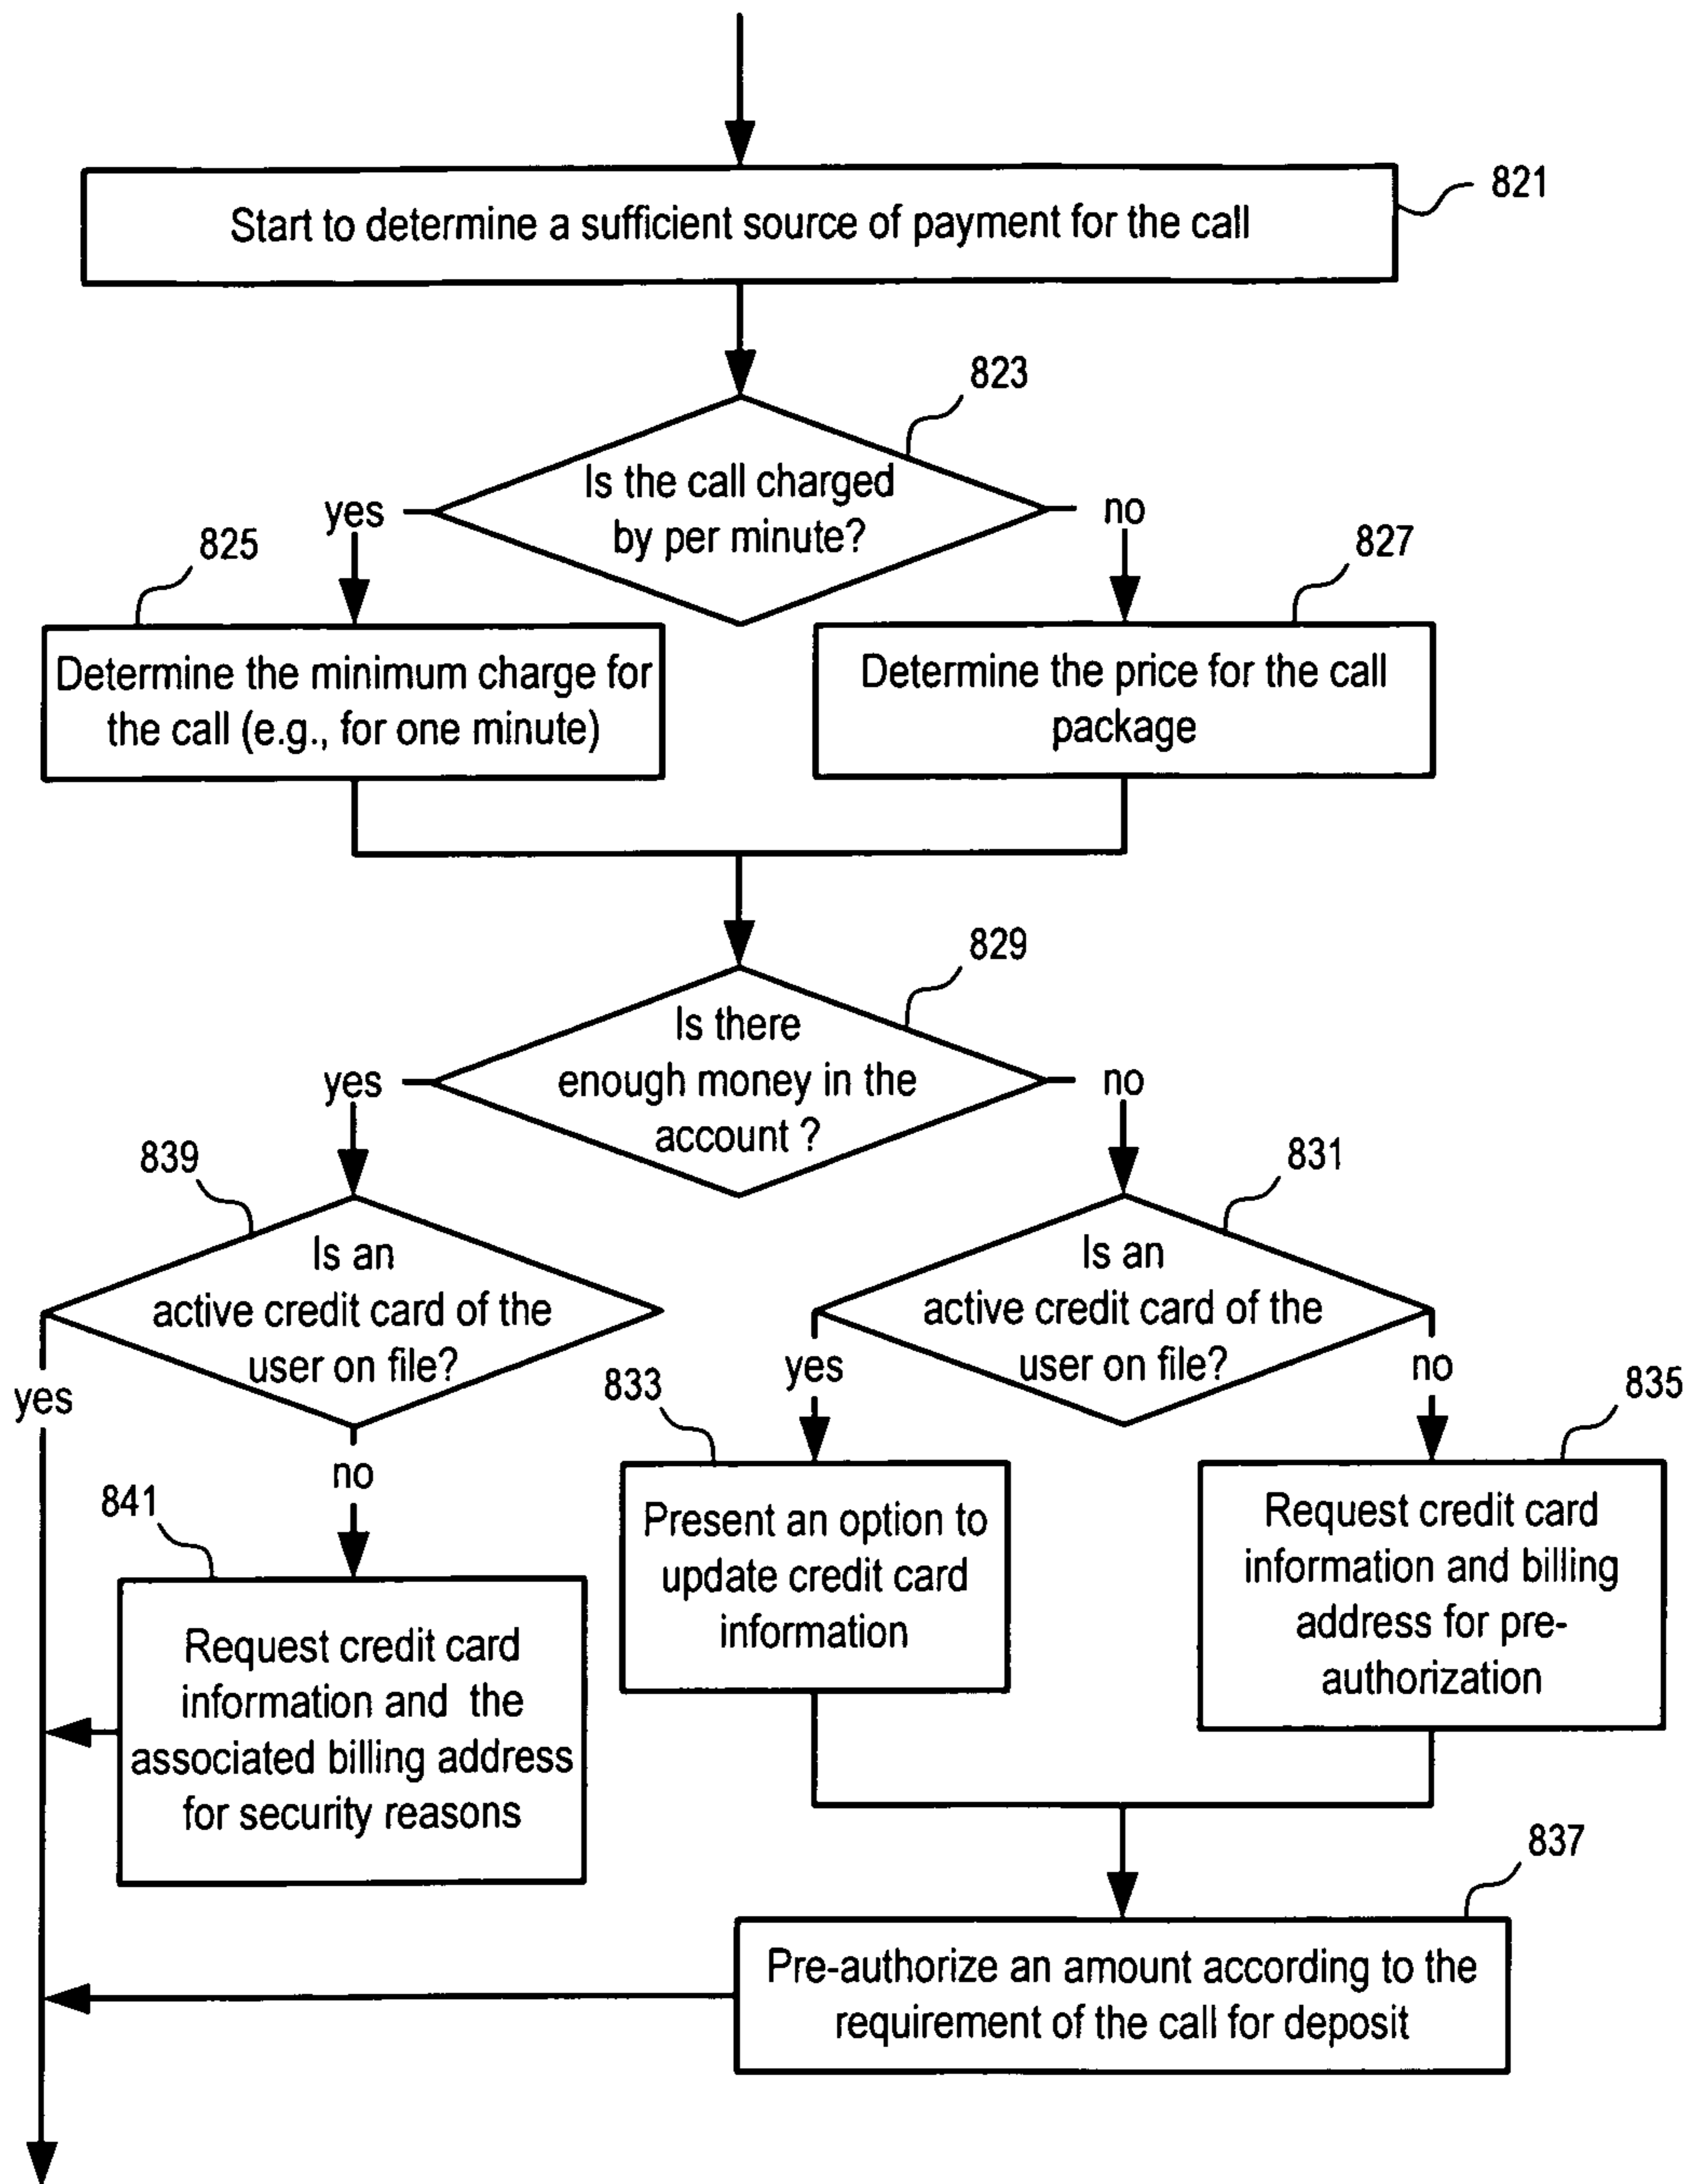 821
Start to determine a sufficient source of payment for the call
823
Is the call charged
by per minute?
yes
no
825
827
Determine the minimum charge for
the call (e.g., for one minute)
Determine the price for the call
package
829
Is there
enough money in the
account ?
yes
no
839
831
Is an
active credit card of the
user on file?
Is an
active credit card of the
user on file?
yes
no
833
yes
no
835
841
Present an option to
update credit card
information
Request credit card
information and billing
address for pre-
authorization
Request credit card
information and the
associated billing address
for security reasons
837
Pre-authorize an amount according to the
requirement of the call for deposit